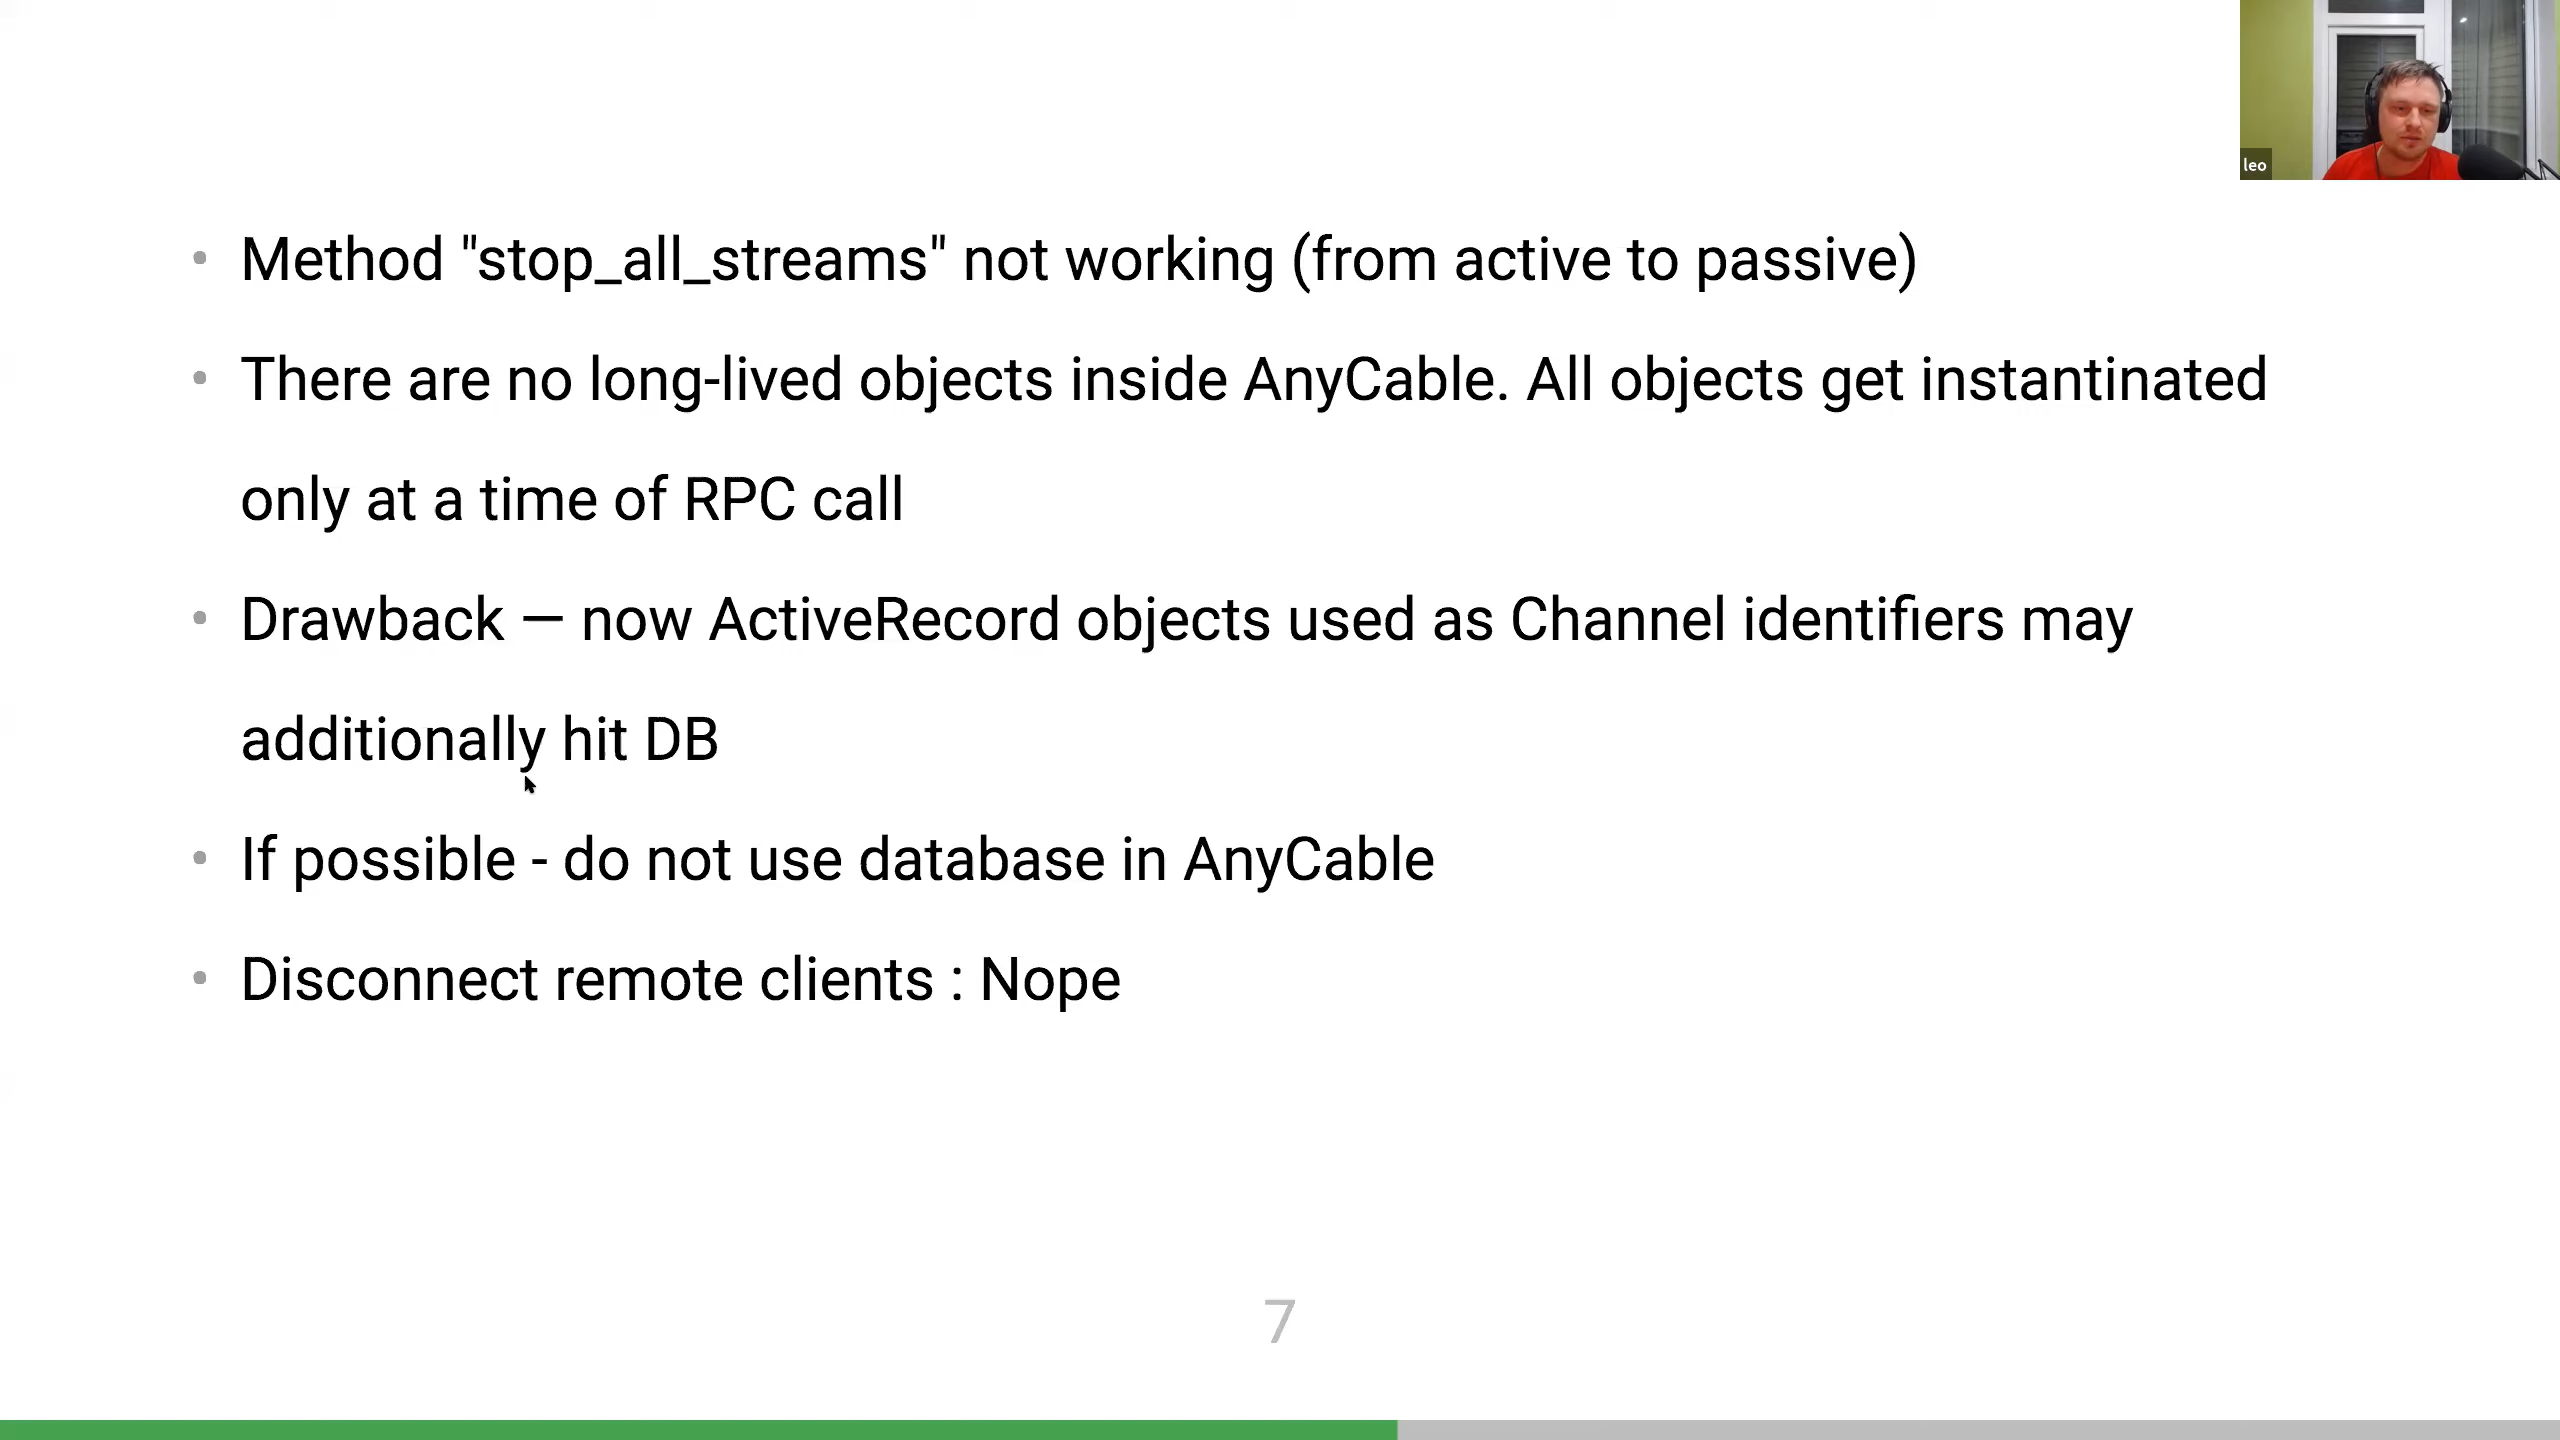 leo
• Method "stop_all_streams" not working (from active to passive)
• There are no long-lived objects inside AnyCable. All objects get instantinated
only at a time of RPC call
• Drawback — now ActiveRecord objects used as Channel identifiers may
additionally hit DB
• If possible - do not use database in AnyCable
• Disconnect remote clients : Nope
7